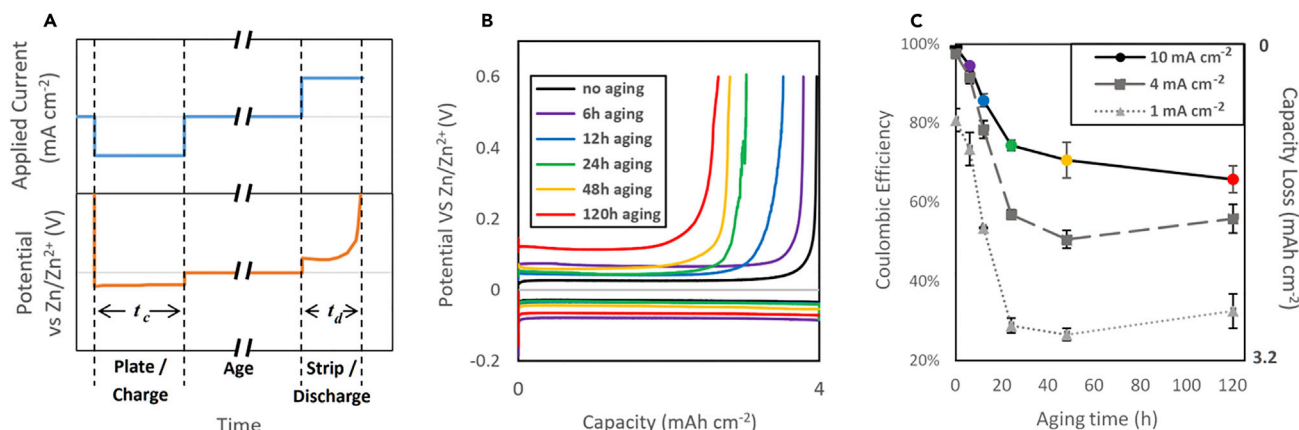 A
Applied Current
(mA cm⁻²)
Potential
vs Zn/Zn²⁺ (V)
t_c
t_d
Plate /
Charge
Age
Strip /
Discharge
Time
B
Potential VS Zn/Zn²⁺ (V)
0.6
0.4
0.2
0
-0.2
no aging
6h aging
12h aging
24h aging
48h aging
120h aging
0
4
Capacity (mAh cm⁻²)
C
Coulombic Efficiency
100%
80%
60%
40%
20%
10 mA cm⁻²
4 mA cm⁻²
1 mA cm⁻²
0
3.2
Capacity Loss (mAh cm⁻²)
0 20 40 60 80 100 120
Aging time (h)